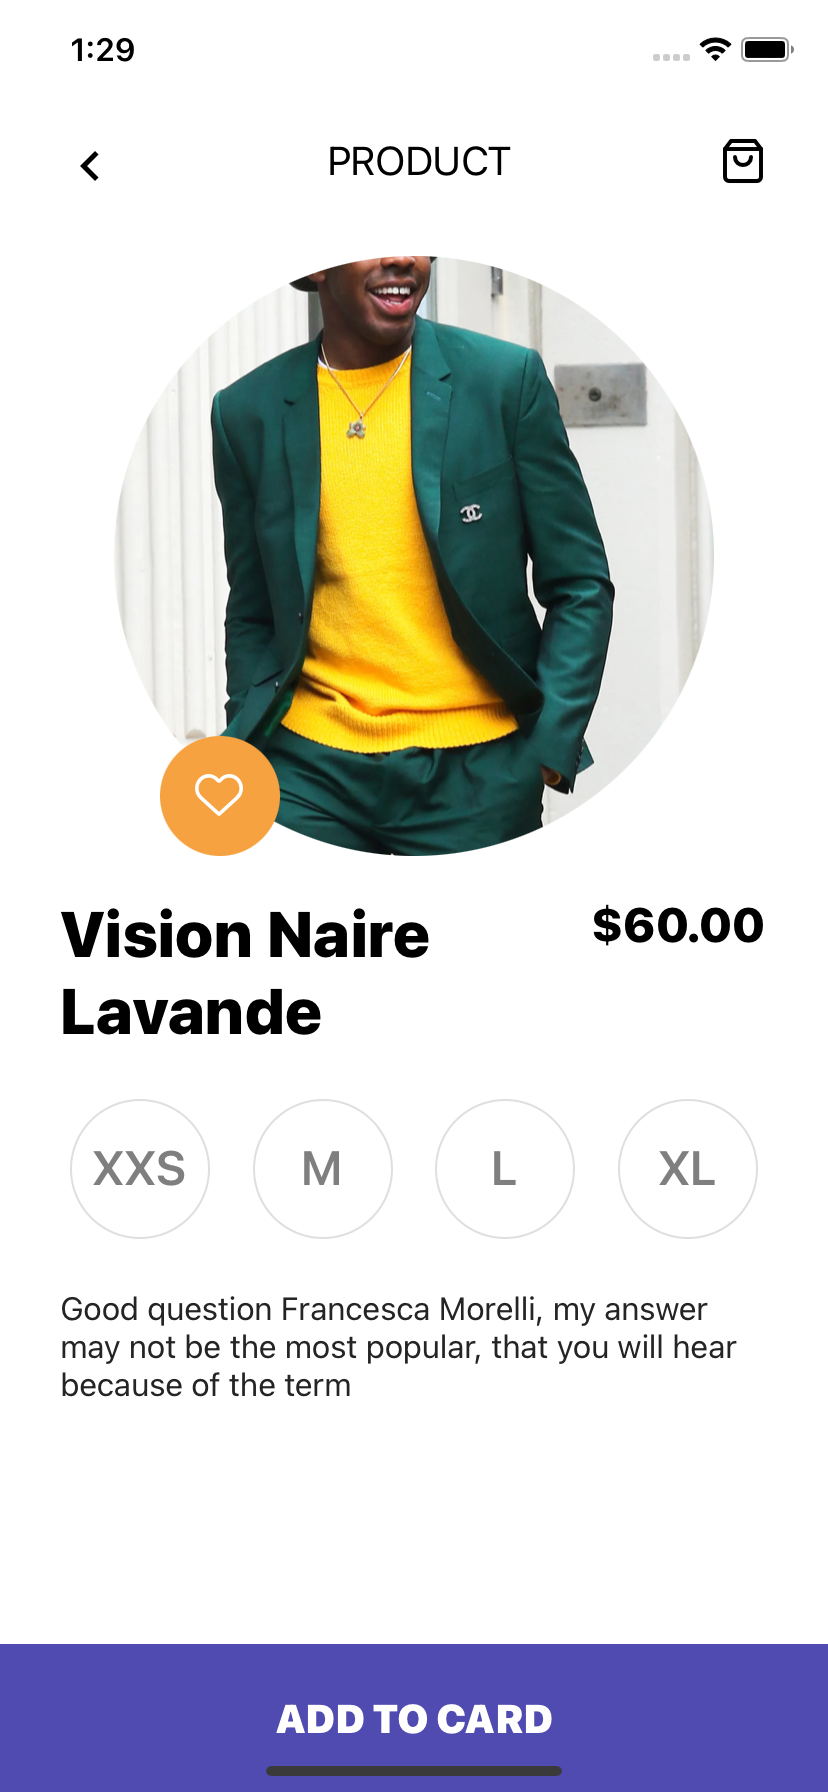 1:29
PRODUCT
Vision Naire
Lavande
$60.00
XXS
M
L
XL
Good question Francesca Morelli, my answer
may not be the most popular, that you will hear
because of the term
ADD TO CARD